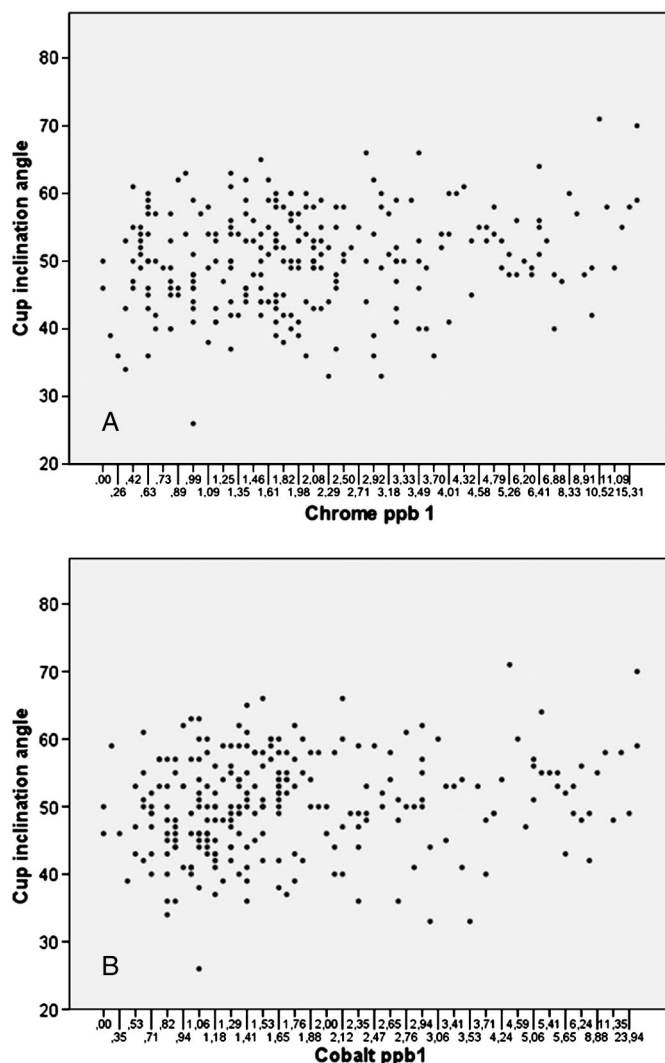 80
70
60
50
40
30
20
Cup inclination angle
A
,00 ,42 ,73 ,99 1,25 1,46 1,82 2,08 2,50 2,92 3,33 3,70 4,32 4,79 6,20 6,88 8,91 11,09
,26 ,63 ,89 1,09 1,35 1,61 1,98 2,29 2,71 3,18 3,49 4,01 4,58 5,26 6,41 8,33 10,52 15,31
Chrome ppb 1
80
70
60
50
40
30
20
Cup inclination angle
B
,00 ,53 ,82 1,06 1,29 1,53 1,76 2,00 2,35 2,65 2,94 3,41 3,71 4,59 5,41 6,24 11,35
,35 ,71 ,94 1,18 1,41 1,65 1,88 2,12 2,47 2,76 3,06 3,53 4,24 5,06 5,65 8,88 23,94
Cobalt ppb1